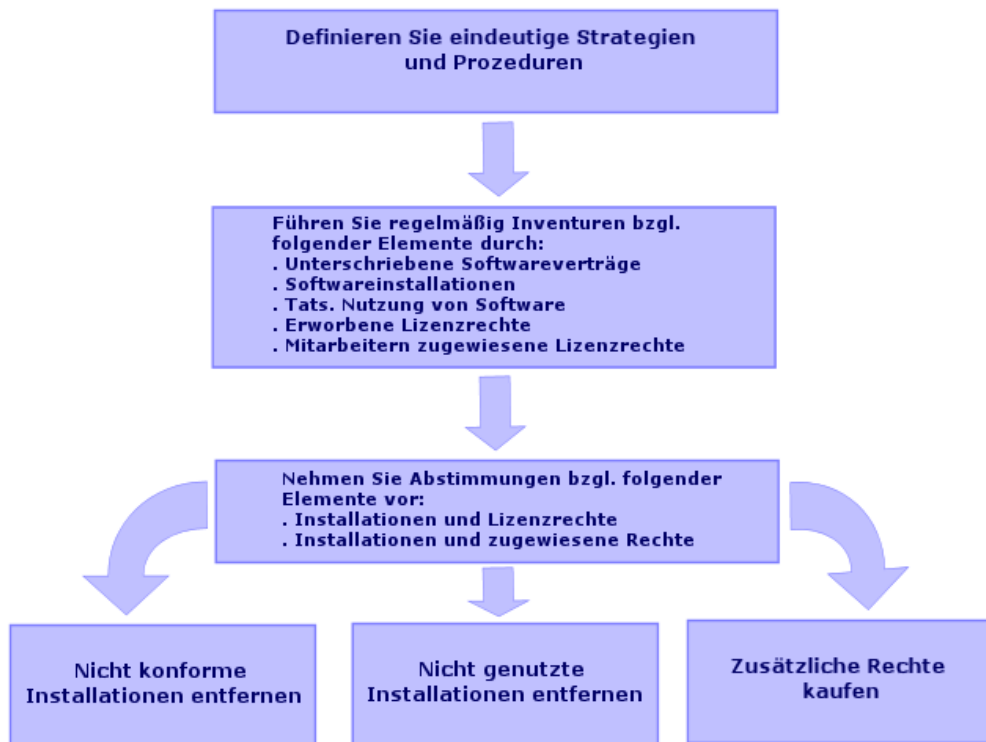 Definieren Sie eindeutige Strategien
und Prozeduren
Führen Sie regelmäßig Inventuren bzgl.
folgender Elemente durch:
. Unterschriebene Softwareverträge
. Softwareinstallationen
. Tats. Nutzung von Software
. Erworbene Lizenzrechte
. Mitarbeitern zugewiesene Lizenzrechte
Nehmen Sie Abstimmungen bzgl. folgender
Elemente vor:
. Installationen und Lizenzrechte
. Installationen und zugewiesene Rechte
Nicht konforme
Installationen entfernen
Nicht genutzte
Installationen entfernen
Zusätzliche Rechte
kaufen